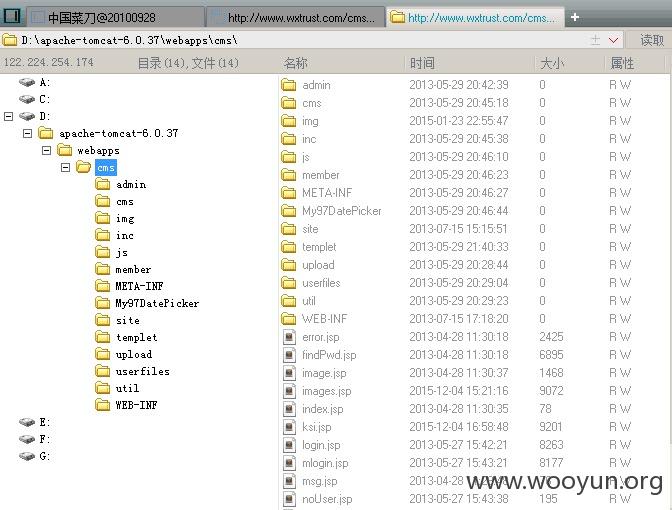 中国菜刀@20100928 http://www.wxtrust.com/cms... http://www.wxtrust.com/cms...
D:\apache-tomcat-6.0.37\webapps\cms\ 读取
122.224.254.174 目录(14),文件(14) 名称 时间 大小 属性
A:
C:
D:
apache-tomcat-6.0.37
webapps
cms
admin
cms
img
inc
js
member
META-INF
My97DatePicker
site
templet
upload
userfiles
util
WEB-INF
E:
F:
G:
admin 2013-05-29 20:42:39 0 R W
cms 2013-05-29 20:45:18 0 R W
img 2015-01-23 22:55:47 0 R W
inc 2013-05-29 20:45:38 0 R W
js 2013-05-29 20:46:10 0 R W
member 2013-05-29 20:46:23 0 R W
META-INF 2013-05-29 20:46:27 0 R W
My97DatePicker 2013-05-29 20:46:44 0 R W
site 2013-07-15 15:15:51 0 R W
templet 2013-05-29 21:40:33 0 R W
upload 2013-05-29 20:28:44 0 R W
userfiles 2013-05-29 20:29:04 0 R W
util 2013-05-29 20:29:23 0 R W
WEB-INF 2013-07-15 17:18:20 0 R W
error.jsp 2013-04-28 11:30:18 2425 R W
findPwd.jsp 2013-04-28 11:30:18 6895 R W
image.jsp 2013-04-28 11:30:37 1468 R W
images.jsp 2015-12-04 15:21:16 9072 R W
index.jsp 2013-04-28 11:30:35 78 R W
ksi.jsp 2015-12-04 16:58:48 9201 R W
login.jsp 2013-05-27 15:42:21 8263 R W
mlogin.jsp 2013-05-27 15:42:21 8177 R W
msg.jsp R W
noUser.jsp 2013-05-27 15:43:38 195 R W
www.wooyun.org